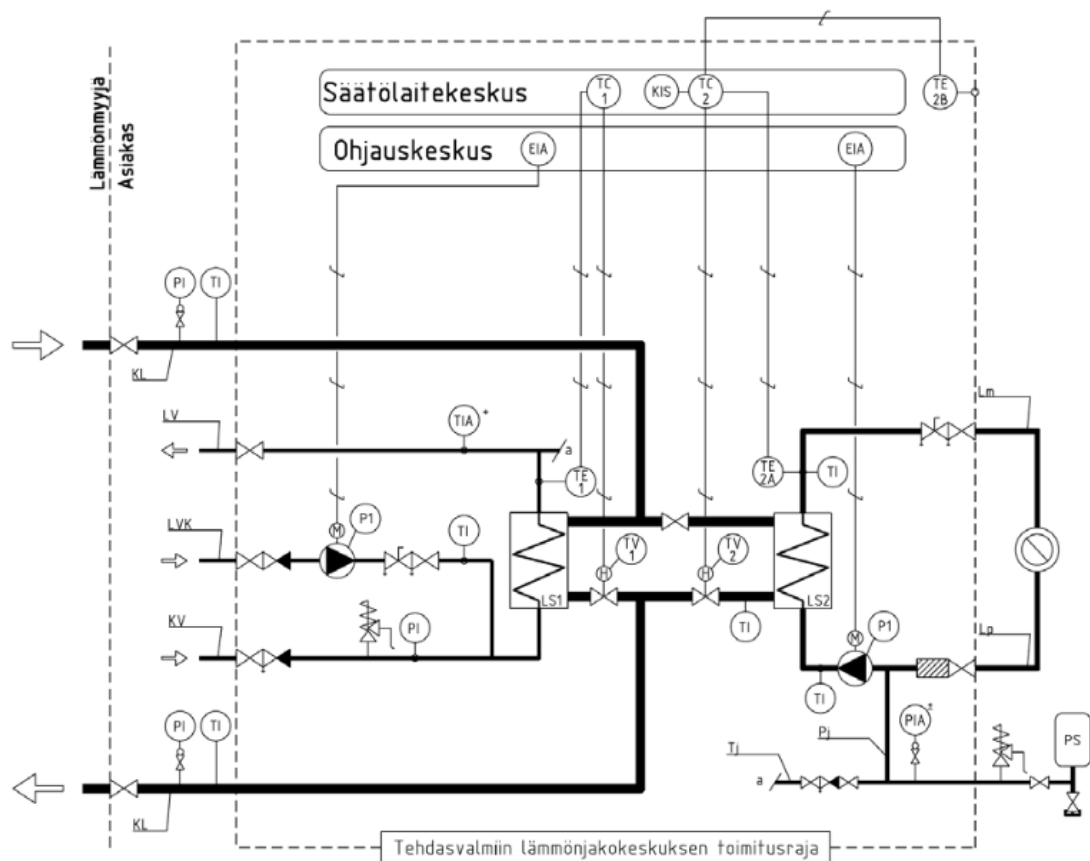 TE
2B
TC
1
KIS
TC
2
Säätölaitekeskus
Ohjauskeskus
EIA
EIA
Lämmönmyyjä
Asiakas
PI
TI
KL
Lm
LV
TIA +
a
TE
1
TE
2A
TI
LVK
M
P1
TI
TV
1
TV
2
H
H
LS1
LS2
TI
KV
PI
M
P1
Lp
TI
PI
TI
Tj
a
Pj
PIA ±
PS
KL
Tehdasvalmiin lämmönjakokeskuksen toimitusraja